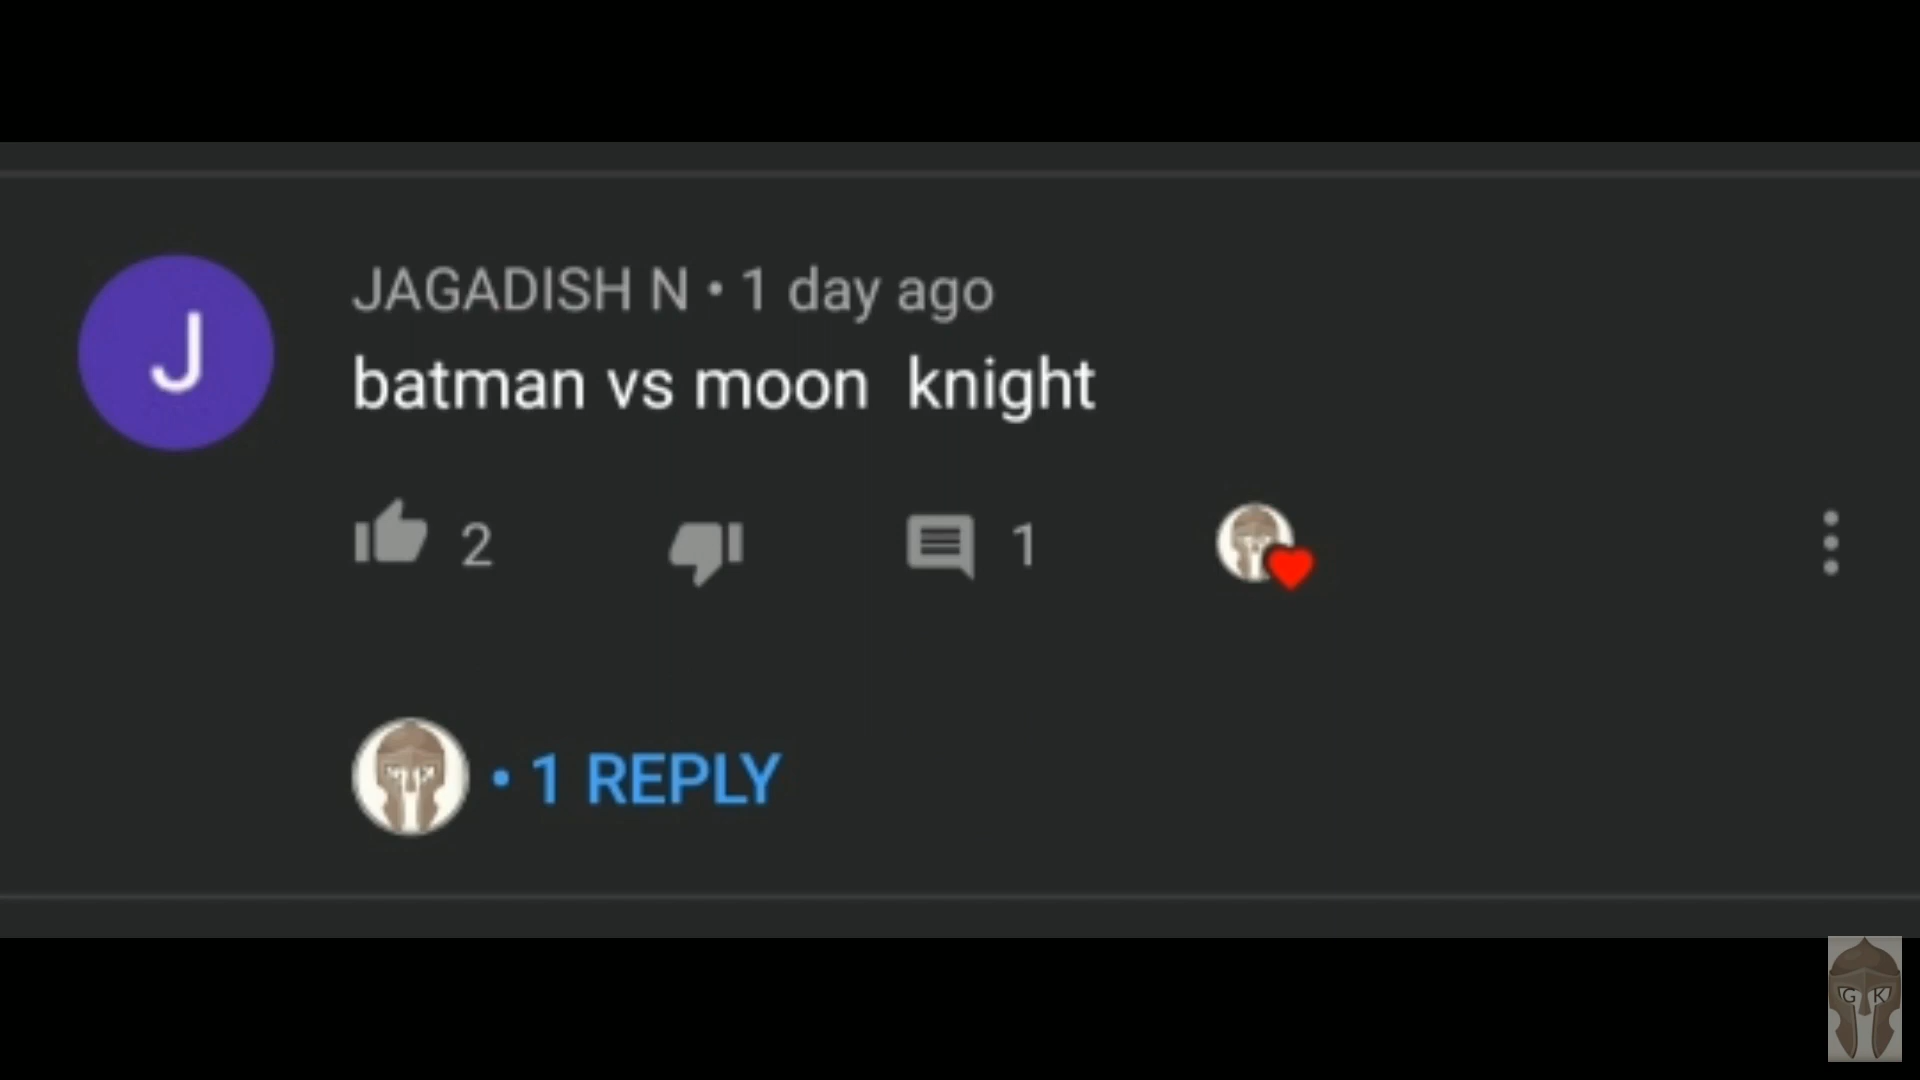 J
JAGADISH N • 1 day ago
batman vs moon  knight
2
1
• 1 REPLY
G K